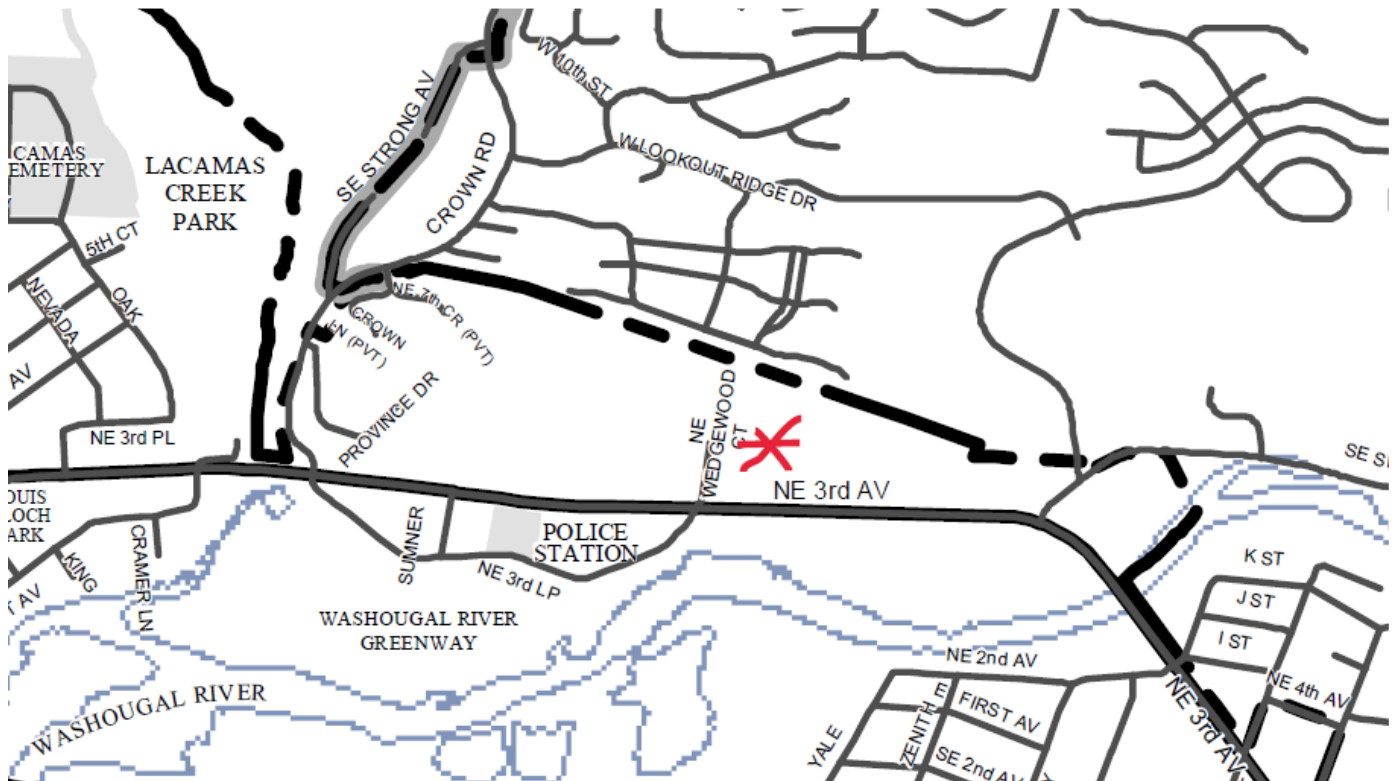 W 10th ST
SE STRONG AV
CROWN RD
W LOOKOUT RIDGE DR
CAMAS
EMETERY
LACAMAS
CREEK
PARK
5TH CT
OAK
NEVADA
AV
NE 7th CR (PVT)
CROWN
LN (PVT)
PROVINCE DR
NE 3rd PL
NE
WEDGEWOOD
CT
NE 3rd AV
SE S
OUIS
LOCH
ARK
CRAMER LN
KING
T AV
SUMNER
POLICE
STATION
NE 3rd LP
WASHOUGAL RIVER
GREENWAY
WASHOUGAL RIVER
K ST
J ST
I ST
NE 2nd AV
NE 4th AV
NE 3rd AV
E
FIRST AV
YALE
ZENITH
SE 2nd AV